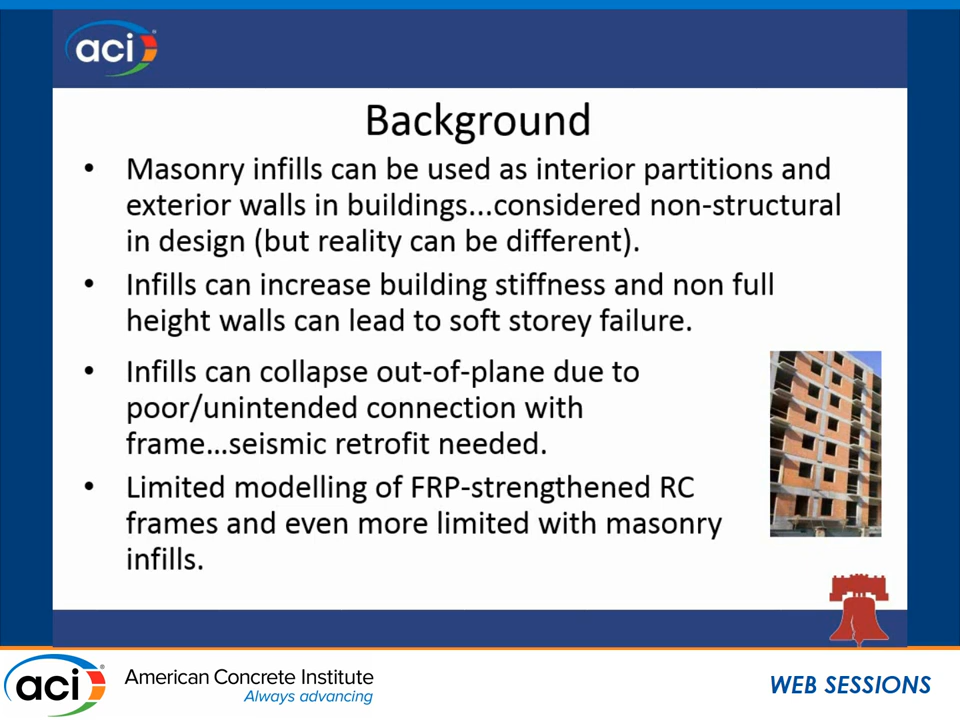 aci
Background
• Masonry infills can be used as interior partitions and
exterior walls in buildings...considered non-structural
in design (but reality can be different).
• Infills can increase building stiffness and non full
height walls can lead to soft storey failure.
• Infills can collapse out-of-plane due to
poor/unintended connection with
frame...seismic retrofit needed.
• Limited modelling of FRP-strengthened RC
frames and even more limited with masonry
infills.
aci® American Concrete Institute
Always advancing
WEB SESSIONS